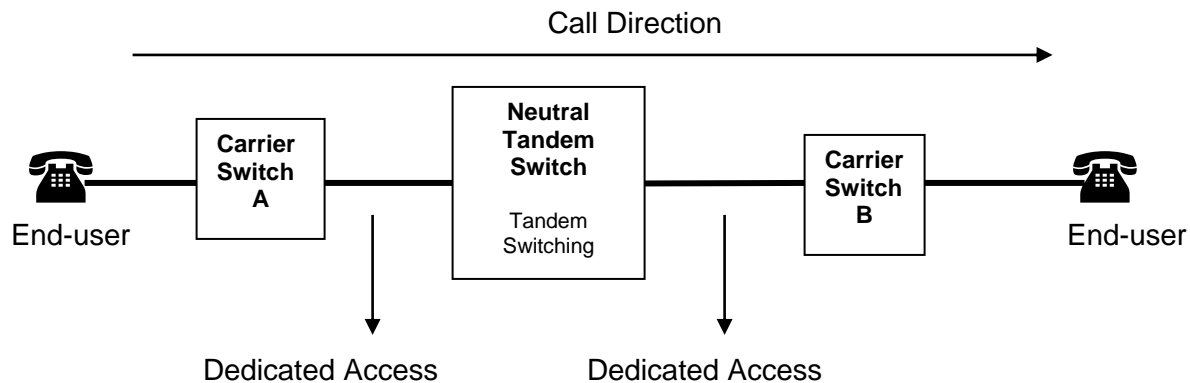 Call Direction
Neutral
Tandem
Switch
Tandem
Switching
Carrier
Switch
A
Carrier
Switch
B
End-user
End-user
Dedicated Access
Dedicated Access